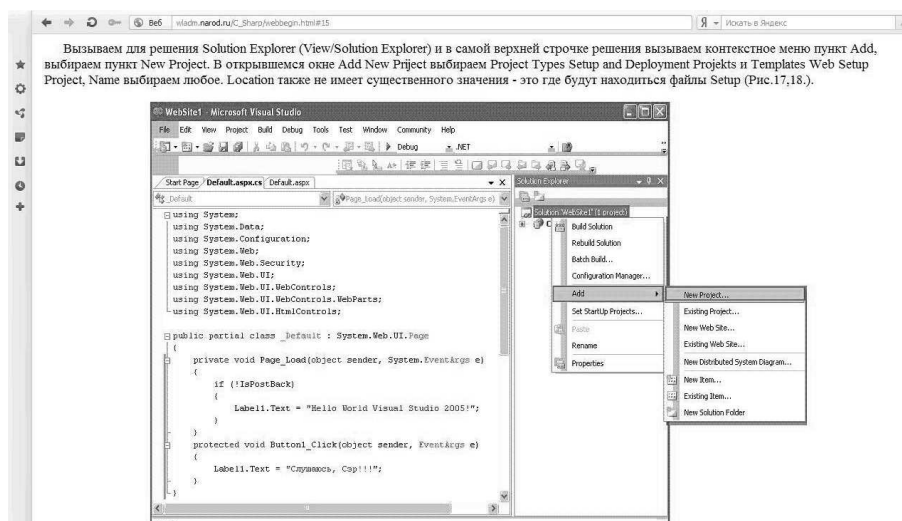 Веб wladm.narod.ru/C_Sharp/webbegin.html#15
Я Искать в Яндекс
Вызываем для решения Solution Explorer (View/Solution Explorer) и в самой верхней строчке решения вызываем контекстное меню пункт Add,
выбираем пункт New Project. В открывшемся окне Add New Priject выбираем Project Types Setup and Deployment Projekts и Templates Web Setup
Project, Name выбираем любое. Location также не имеет существенного значения - это где будут находиться файлы Setup (Рис.17,18.).
WebSite1 - Microsoft Visual Studio
File Edit View Project Build Debug Tools Test Window Community Help
Debug .NET
Start Page Default.aspx.cs Default.aspx
Solution Explorer
_Default
Page_Load(object sender, System.EventArgs e)
Solution 'WebSite1' (1 project)
using System;
using System.Data;
using System.Configuration;
using System.Web;
using System.Web.Security;
using System.Web.UI;
using System.Web.UI.WebControls;
using System.Web.UI.WebControls.WebParts;
using System.Web.UI.HtmlControls;
public partial class _Default : System.Web.UI.Page
{
private void Page_Load(object sender, System.EventArgs e)
{
if (!IsPostBack)
{
Label1.Text = "Hello World Visual Studio 2005!";
}
}
protected void Button1_Click(object sender, EventArgs e)
{
Label1.Text = "Слушаюсь, Сэр!!!";
}
}
Build Solution
Rebuild Solution
Batch Build...
Configuration Manager...
Add
Set StartUp Projects...
Paste
Rename
Properties
New Project...
Existing Project...
New Web Site...
Existing Web Site...
New Distributed System Diagram...
New Item...
Existing Item...
New Solution Folder